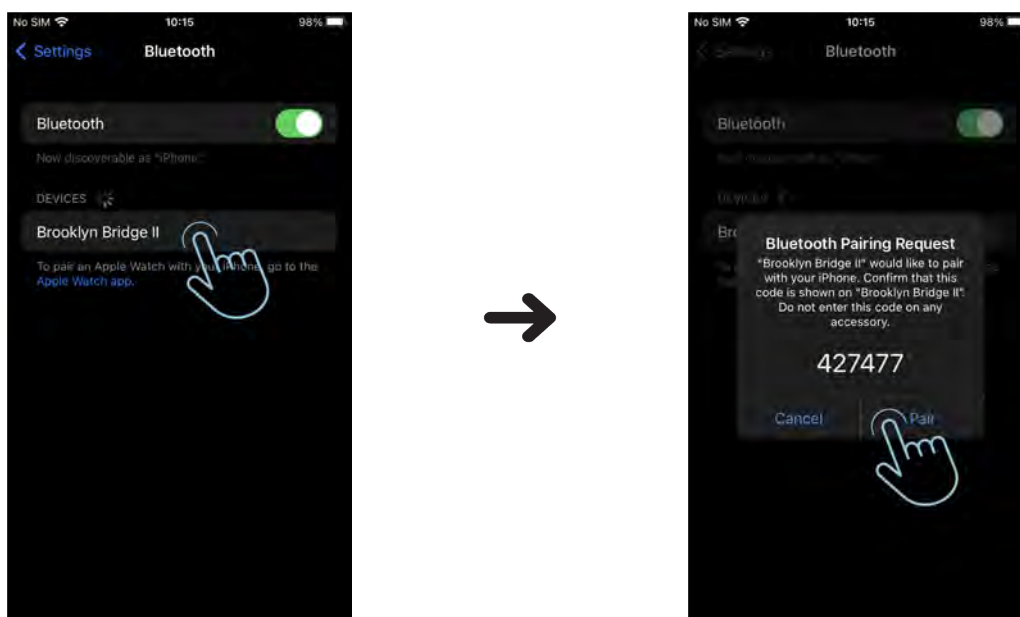 No SIM 10:15 98%
Settings Bluetooth
Bluetooth
Now discoverable as "iPhone".
DEVICES
Brooklyn Bridge II
To pair an Apple Watch with your iPhone, go to the
Apple Watch app.
No SIM 10:15 98%
Settings Bluetooth
Bluetooth
DEVICES
Bro
Bluetooth Pairing Request
"Brooklyn Bridge II" would like to pair
with your iPhone. Confirm that this
code is shown on "Brooklyn Bridge II".
Do not enter this code on any
accessory.
427477
Cancel Pair